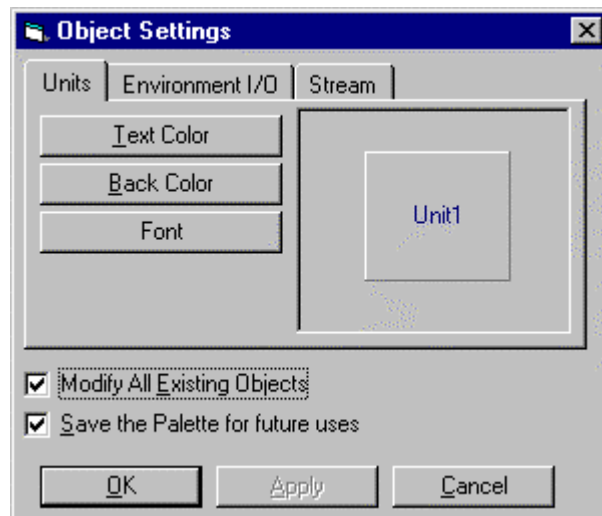 Object Settings
Units Environment I/O Stream
Text Color
Back Color
Unit1
Font
Modify All Existing Objects
Save the Palette for future uses
OK Apply Cancel